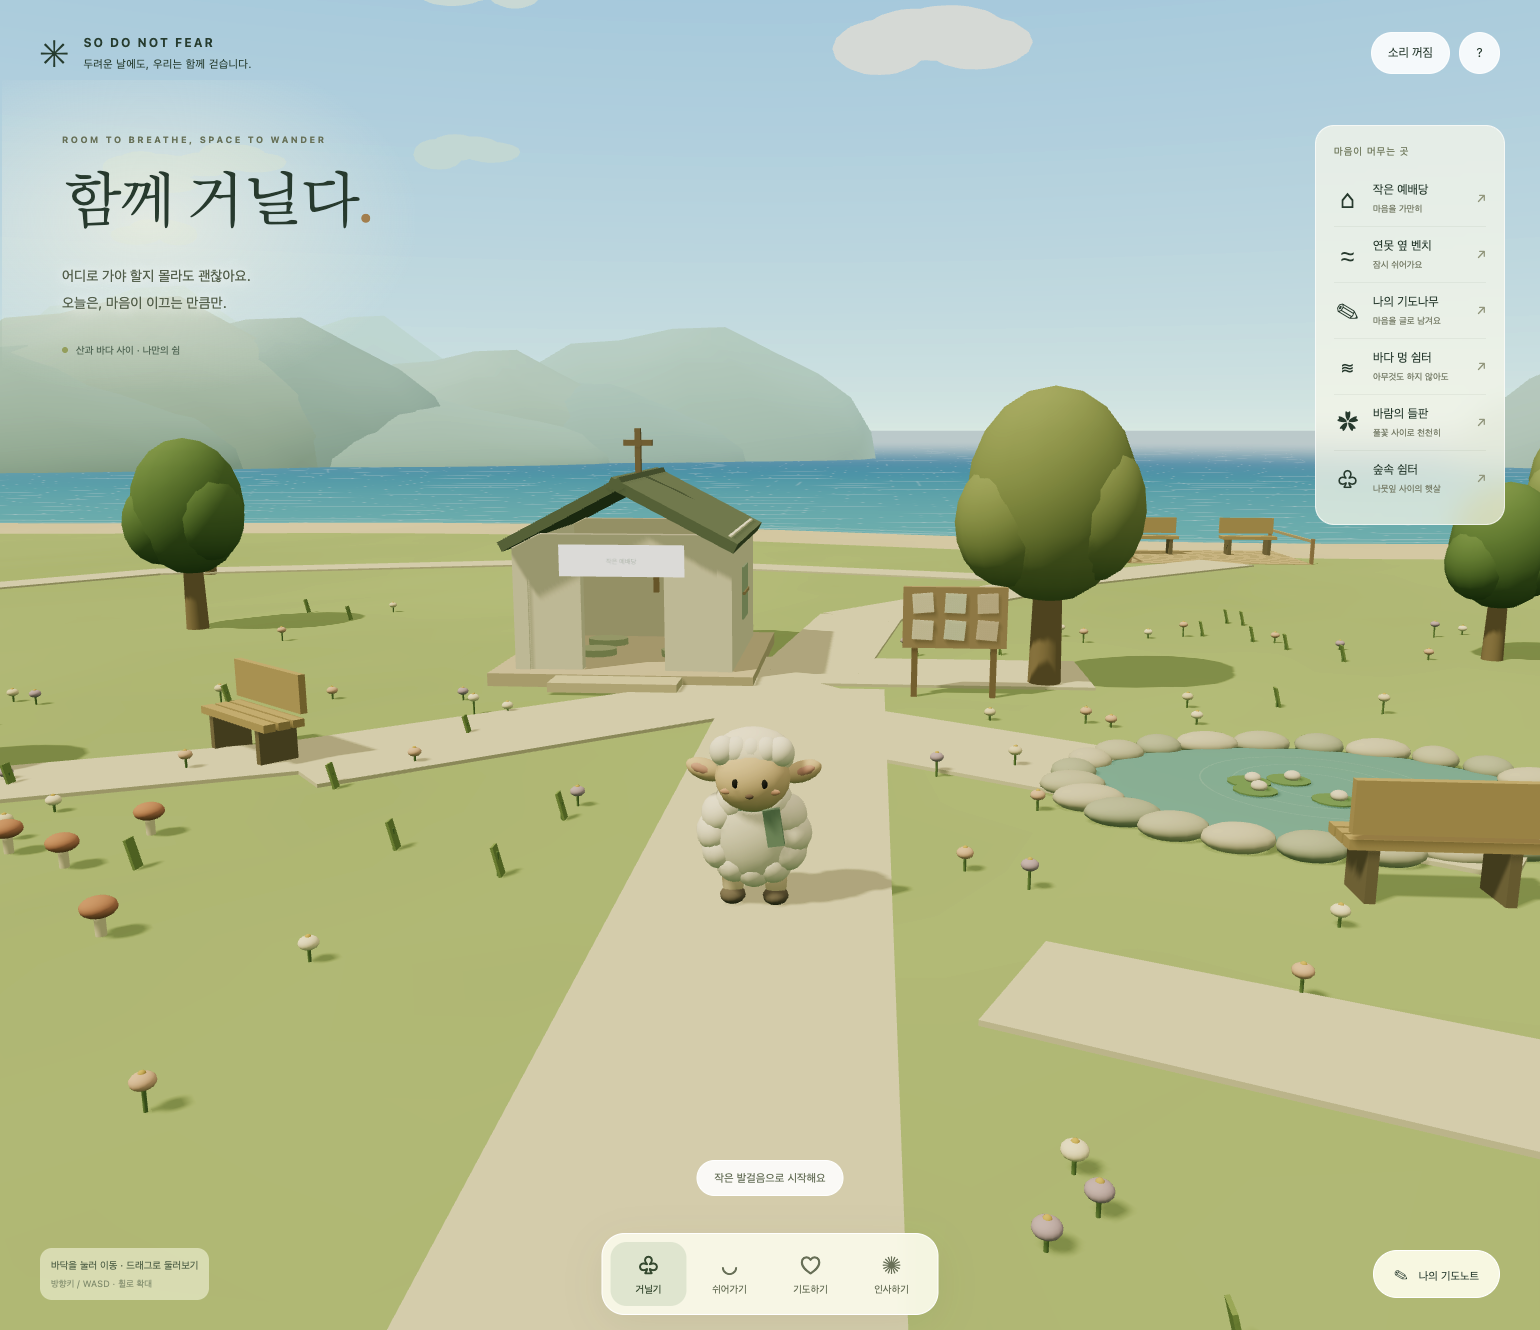 SO DO NOT FEAR
두려운 날에도, 우리는 함께 걷습니다.
소리 꺼짐
?
ROOM TO BREATHE, SPACE TO WANDER
함께 거닐다.
어디로 가야 할지 몰라도 괜찮아요.
오늘은, 마음이 이끄는 만큼만.
산과 바다 사이 · 나만의 쉼
마음이 머무는 곳
작은 예배당
마음을 가만히
연못 옆 벤치
잠시 쉬어가요
나의 기도나무
마음을 글로 남겨요
바다 멍 쉼터
아무것도 하지 않아도
바람의 들판
풀꽃 사이로 천천히
숲속 쉼터
나뭇잎 사이의 햇살
작은 예배당
작은 발걸음으로 시작해요
바닥을 눌러 이동 · 드래그로 둘러보기
방향키 / WASD · 휠로 확대
거닐기
쉬어가기
기도하기
인사하기
나의 기도노트